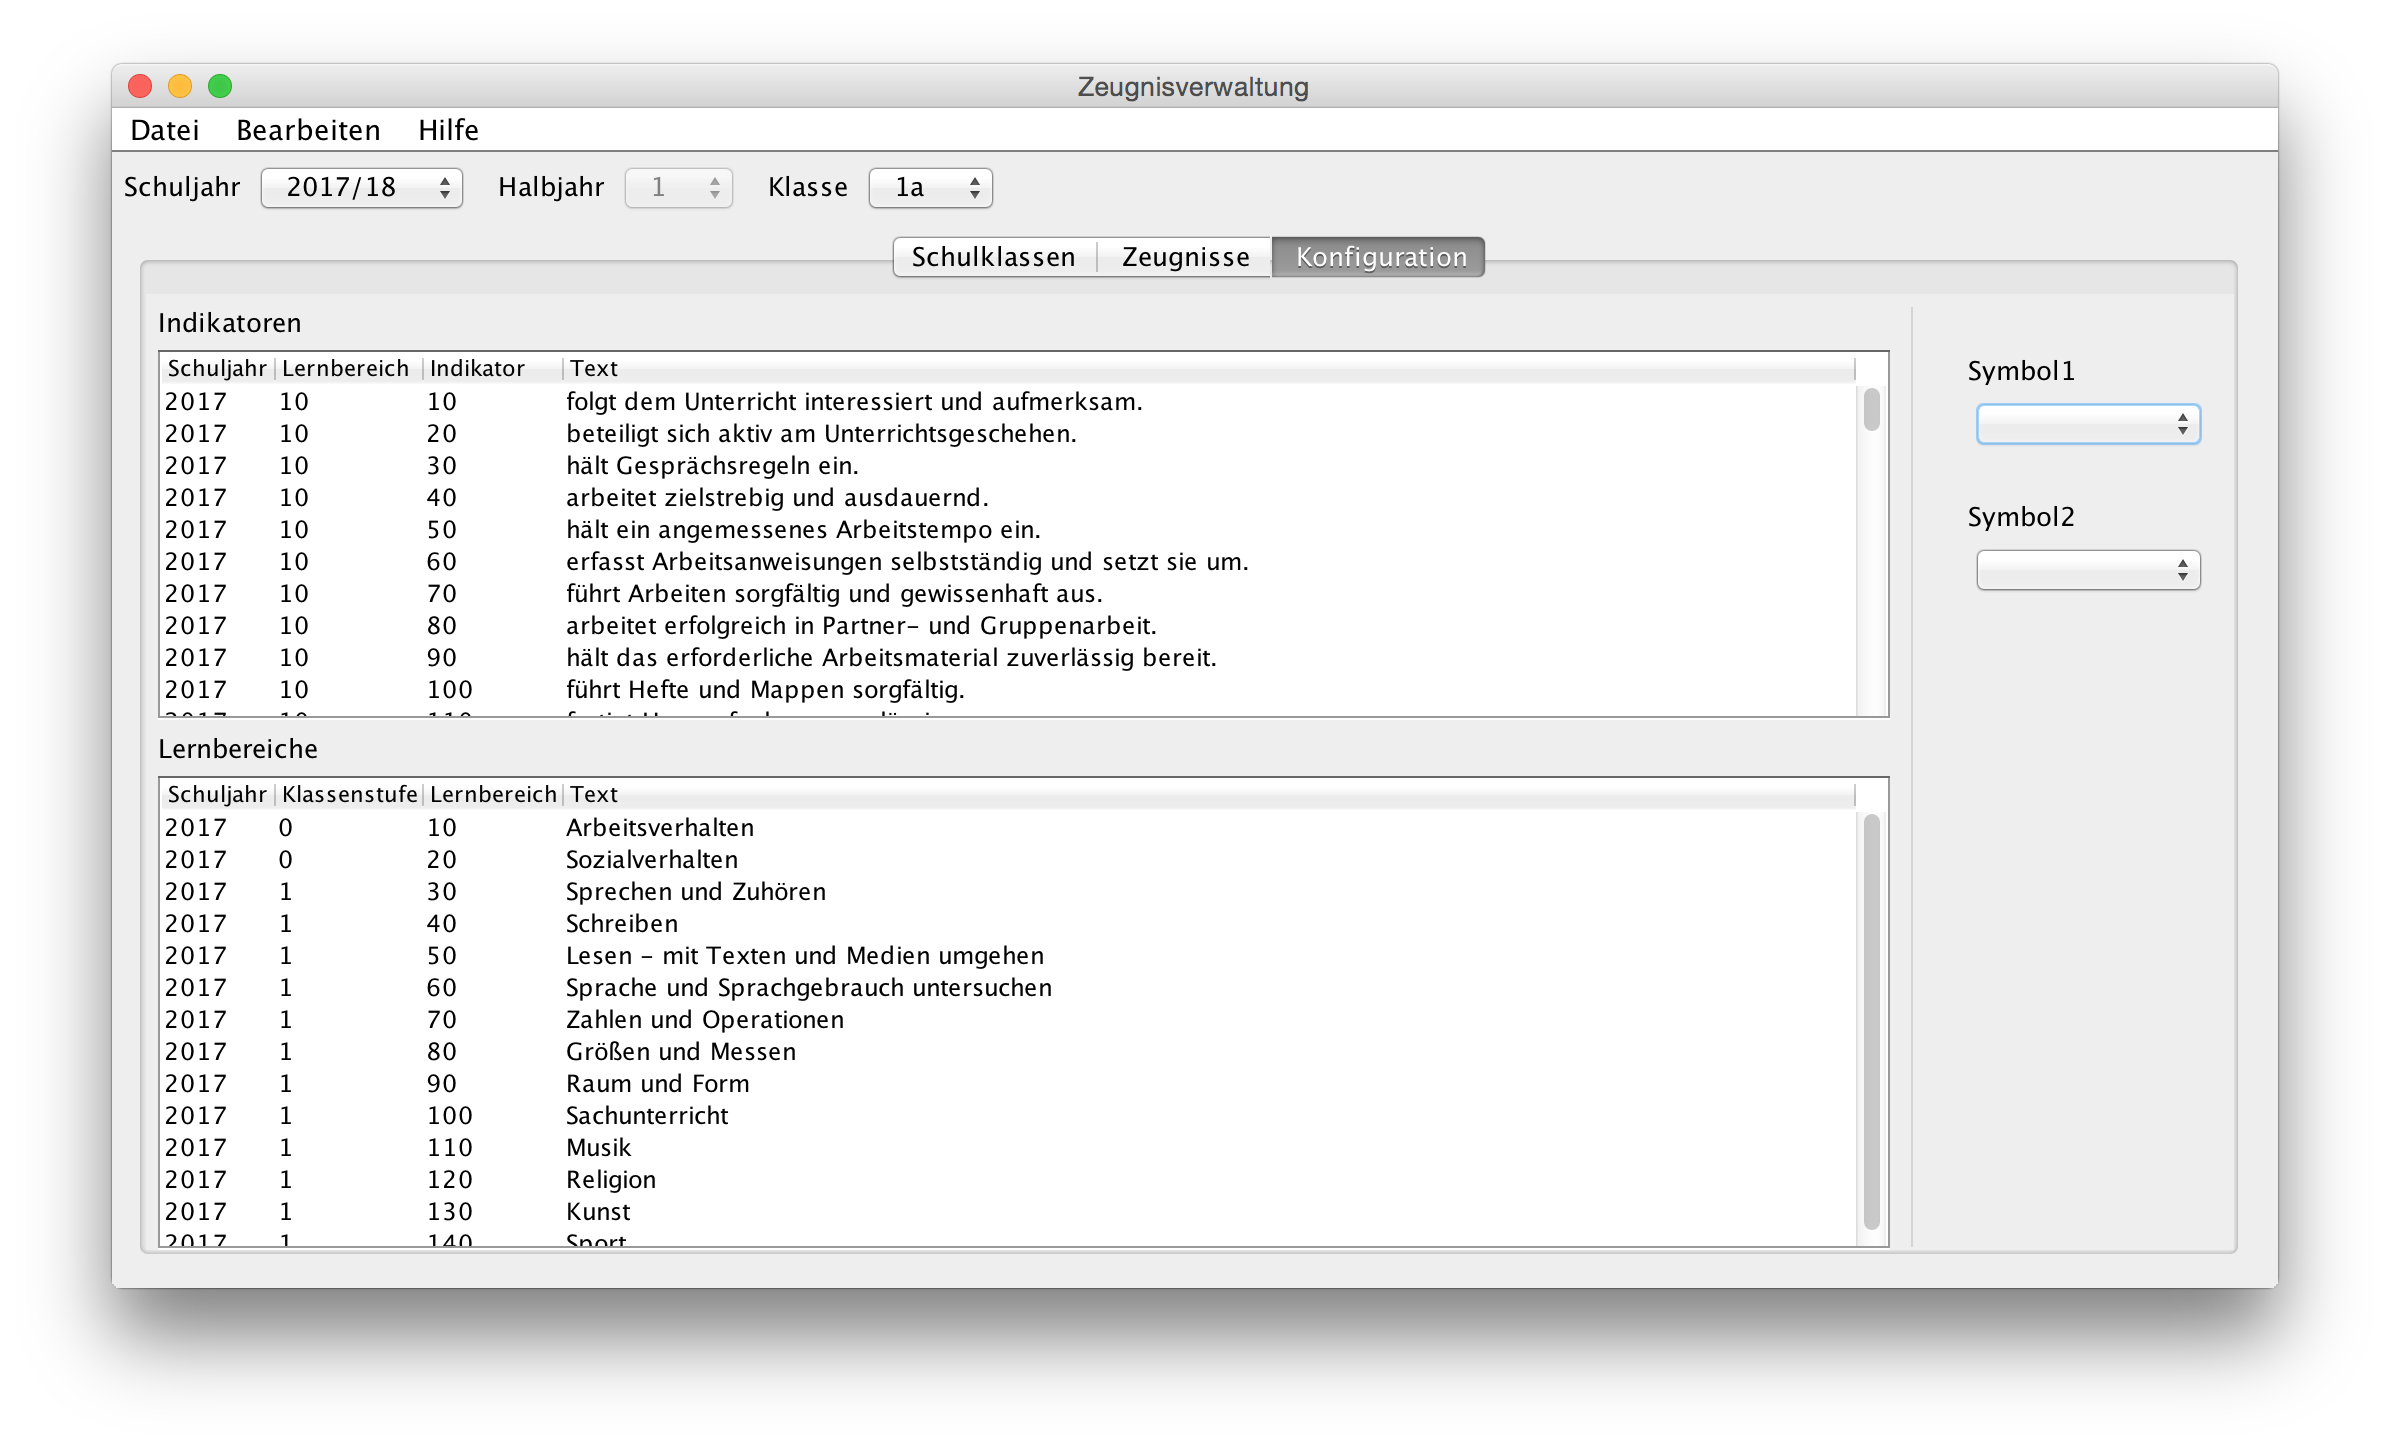 Zeugnisverwaltung
Datei Bearbeiten Hilfe
Schuljahr 2017/18 Halbjahr 1 Klasse 1a
Schulklassen Zeugnisse Konfiguration
Indikatoren
Schuljahr Lernbereich Indikator Text
2017 10 10 folgt dem Unterricht interessiert und aufmerksam.
2017 10 20 beteiligt sich aktiv am Unterrichtsgeschehen.
2017 10 30 hält Gesprächsregeln ein.
2017 10 40 arbeitet zielstrebig und ausdauernd.
2017 10 50 hält ein angemessenes Arbeitstempo ein.
2017 10 60 erfasst Arbeitsanweisungen selbstständig und setzt sie um.
2017 10 70 führt Arbeiten sorgfältig und gewissenhaft aus.
2017 10 80 arbeitet erfolgreich in Partner- und Gruppenarbeit.
2017 10 90 hält das erforderliche Arbeitsmaterial zuverlässig bereit.
2017 10 100 führt Hefte und Mappen sorgfältig.
2017 10 110
Symbol1
Symbol2
Lernbereiche
Schuljahr Klassenstufe Lernbereich Text
2017 0 10 Arbeitsverhalten
2017 0 20 Sozialverhalten
2017 1 30 Sprechen und Zuhören
2017 1 40 Schreiben
2017 1 50 Lesen - mit Texten und Medien umgehen
2017 1 60 Sprache und Sprachgebrauch untersuchen
2017 1 70 Zahlen und Operationen
2017 1 80 Größen und Messen
2017 1 90 Raum und Form
2017 1 100 Sachunterricht
2017 1 110 Musik
2017 1 120 Religion
2017 1 130 Kunst
2017 1 140 Sport